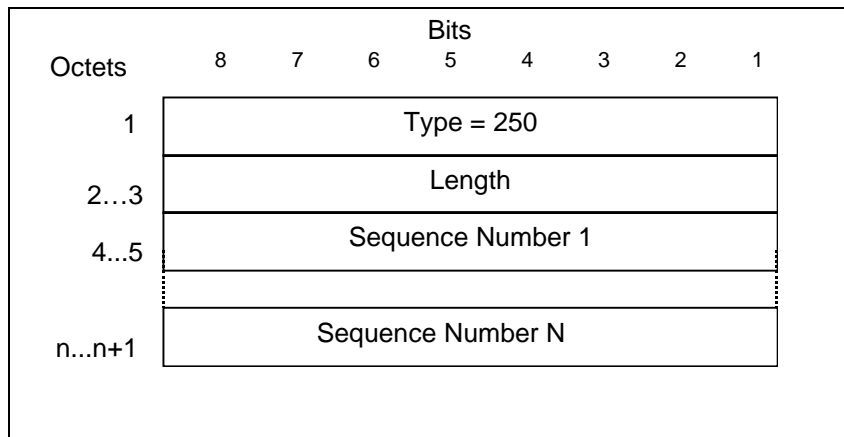 Bits
Octets 8 7 6 5 4 3 2 1
1 Type = 250
2…3 Length
4...5 Sequence Number 1
n...n+1 Sequence Number N